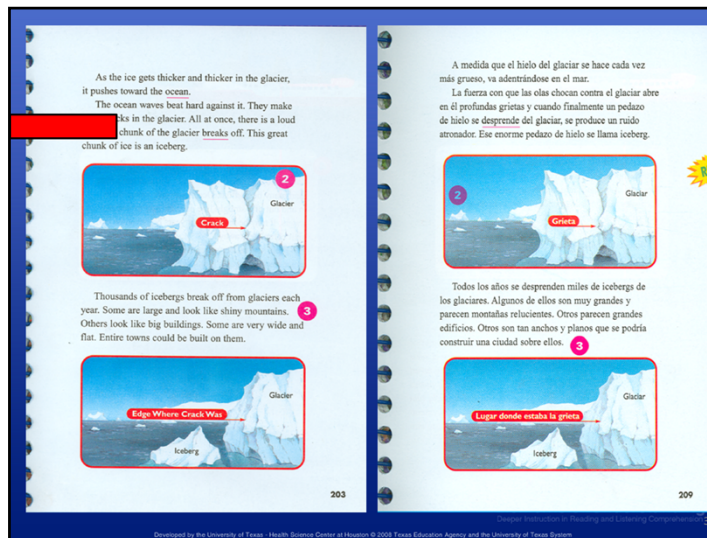 As the ice gets thicker and thicker in the glacier,
it pushes toward the ocean.
The ocean waves beat hard against it. They make
in the glacier. All at once, there is a loud
chunk of the glacier breaks off. This great
chunk of ice is an iceberg.
2
Glacier
Crack
Thousands of icebergs break off from glaciers each
year. Some are large and look like shiny mountains.
3
Others look like big buildings. Some are very wide and
flat. Entire towns could be built on them.
Glacier
Edge Where Crack Was
Iceberg
203
A medida que el hielo del glaciar se hace cada vez
más grueso, va adentrándose en el mar.
La fuerza con que las olas chocan contra el glaciar abre
en él profundas grietas y cuando finalmente un pedazo
de hielo se desprende del glaciar, se produce un ruido
atronador. Ese enorme pedazo de hielo se llama iceberg.
2
Glaciar
Grieta
Todos los años se desprenden miles de icebergs de
los glaciares. Algunos de ellos son muy grandes y
parecen montañas relucientes. Otros parecen grandes
edificios. Otros son tan anchos y planos que se podría
construir una ciudad sobre ellos.
3
Glaciar
Lugar donde estaba la grieta
Iceberg
209
Deeper Instruction in Reading and Listening Comprehension
Developed by the University of Texas - Health Science Center at Houston © 2008 Texas Education Agency and the University of Texas System